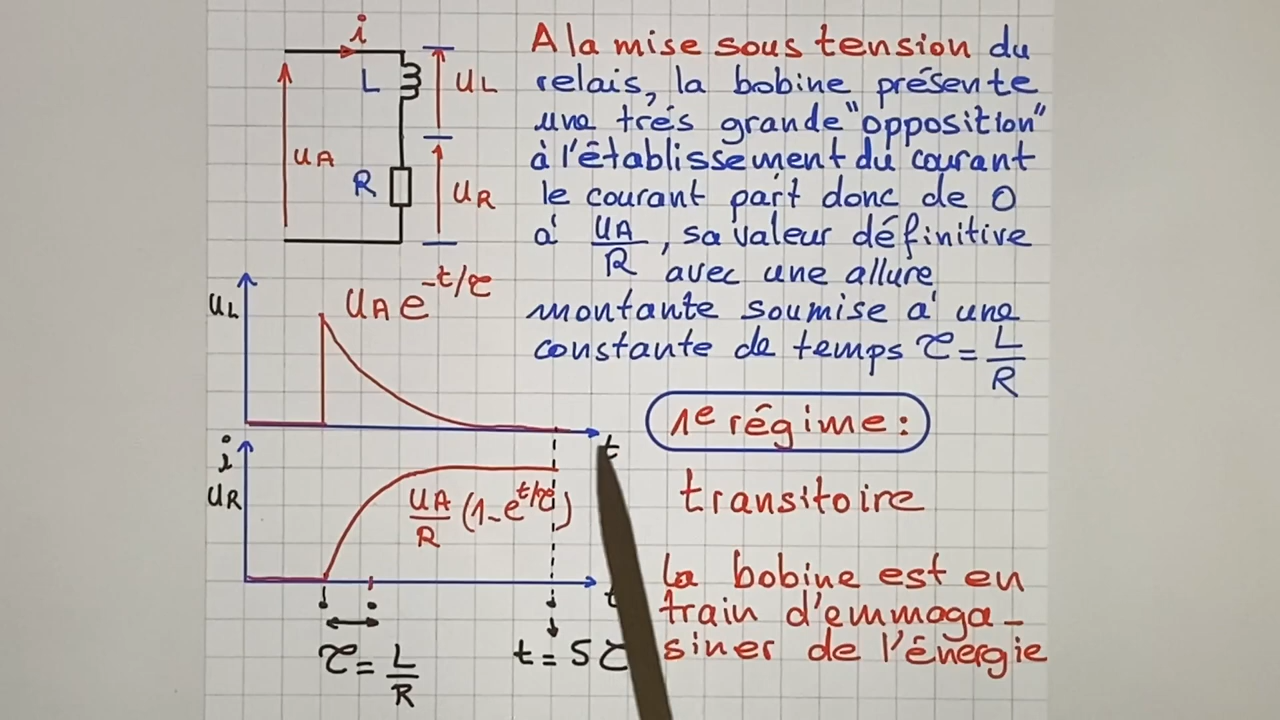 i
L
uL
uA
R
uR
A la mise sous tension du
relais, la bobine présente
une trés grande "opposition"
à l'établissement du courant
le courant part donc de 0
à uA/R, sa valeur définitive
avec une allure
montante soumise à une
constante de temps τ = L/R
uL
uA e^-t/τ
t
1e régime :
transitoire
i
uR
uA/R (1-e^t/τ)
t
la bobine est en
train d'emmaga-
siner de l'énergie
τ = L/R
t = 5τ